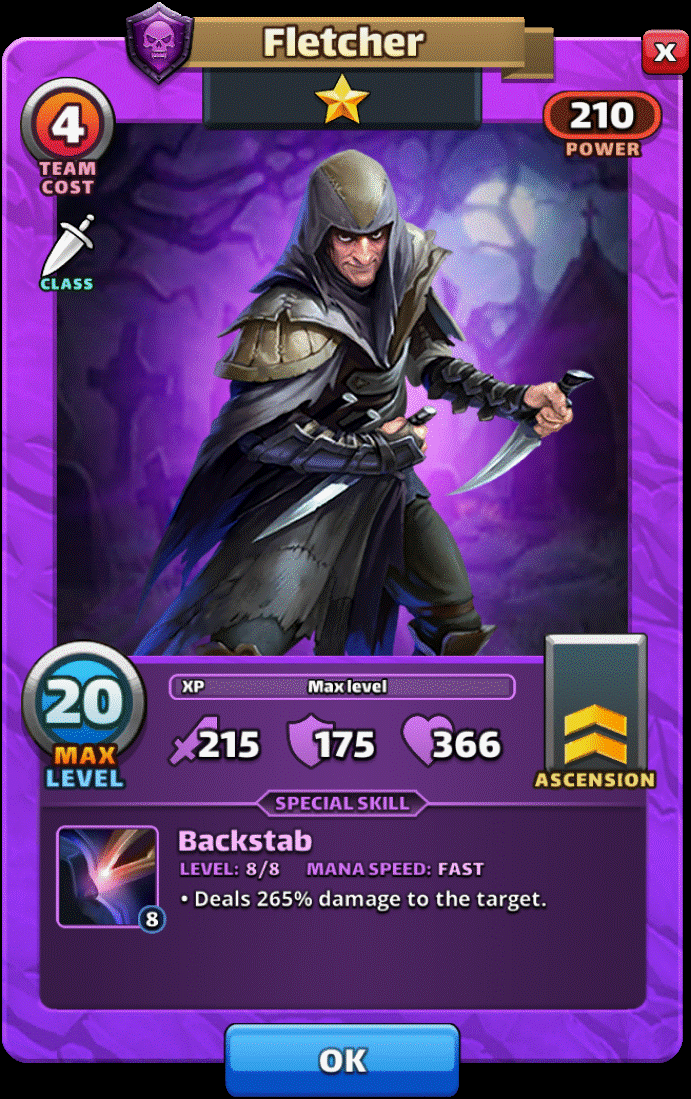 Fletcher
X
4
TEAM
COST
210
POWER
CLASS
20
MAX
LEVEL
XP Max level
215 175 366
ASCENSION
SPECIAL SKILL
Backstab
LEVEL: 8/8 MANA SPEED: FAST
• Deals 265% damage to the target.
8
OK